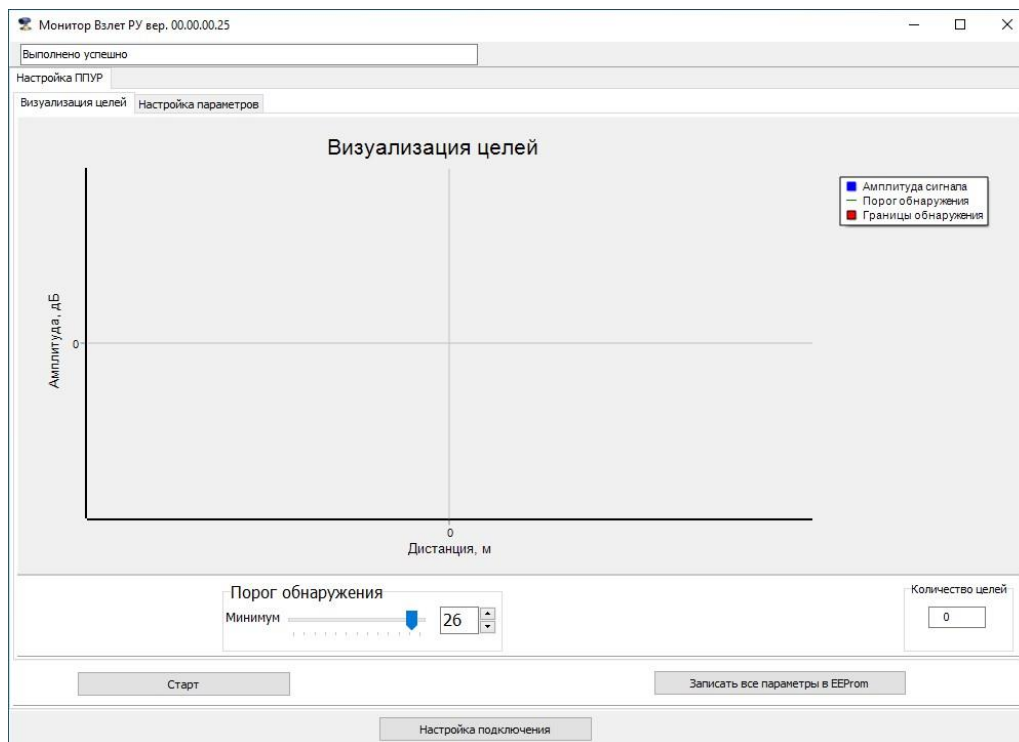 Монитор Взлет РУ вер. 00.00.00.25
Выполнено успешно
Настройка ППУР
Визуализация целей Настройка параметров
Визуализация целей
Амплитуда сигнала
Порог обнаружения
Границы обнаружения
Амплитуда, дБ
0
0
Дистанция, м
Порог обнаружения
Минимум 26
Количество целей
0
Старт
Записать все параметры в EEProm
Настройка подключения